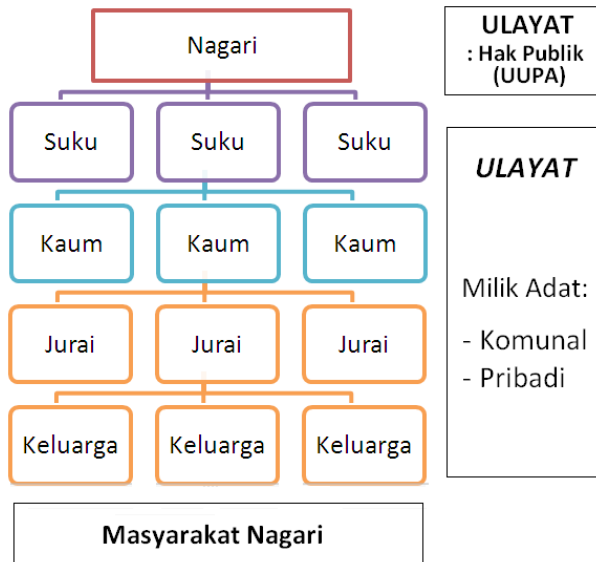 Nagari
Suku
Suku
Suku
Kaum
Kaum
Kaum
Jurai
Jurai
Jurai
Keluarga
Keluarga
Keluarga
Masyarakat Nagari
ULAYAT
: Hak Publik
(UUPA)
ULAYAT
Milik Adat:
- Komunal
- Pribadi